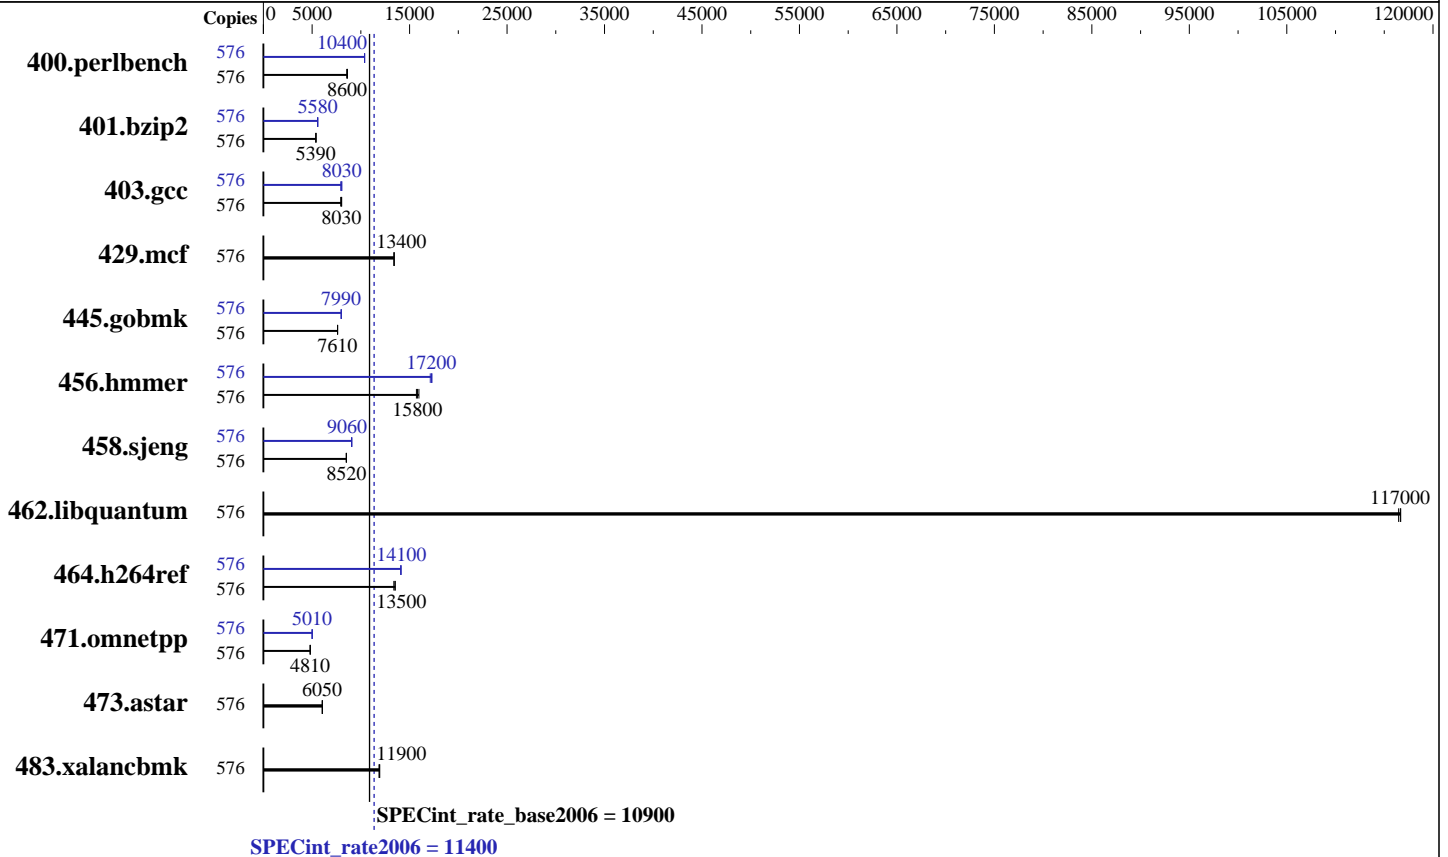 Copies 0 5000 15000 25000 35000 45000 55000 65000 75000 85000 95000 105000 120000
400.perlbench 576 10400
576 8600
401.bzip2 576 5580
576 5390
403.gcc 576 8030
576 8030
429.mcf 576 13400
445.gobmk 576 7990
576 7610
456.hmmer 576 17200
576 15800
458.sjeng 576 9060
576 8520
462.libquantum 576 117000
464.h264ref 576 14100
576 13500
471.omnetpp 576 5010
576 4810
473.astar 576 6050
483.xalancbmk 576 11900
SPECint_rate_base2006 = 10900
SPECint_rate2006 = 11400